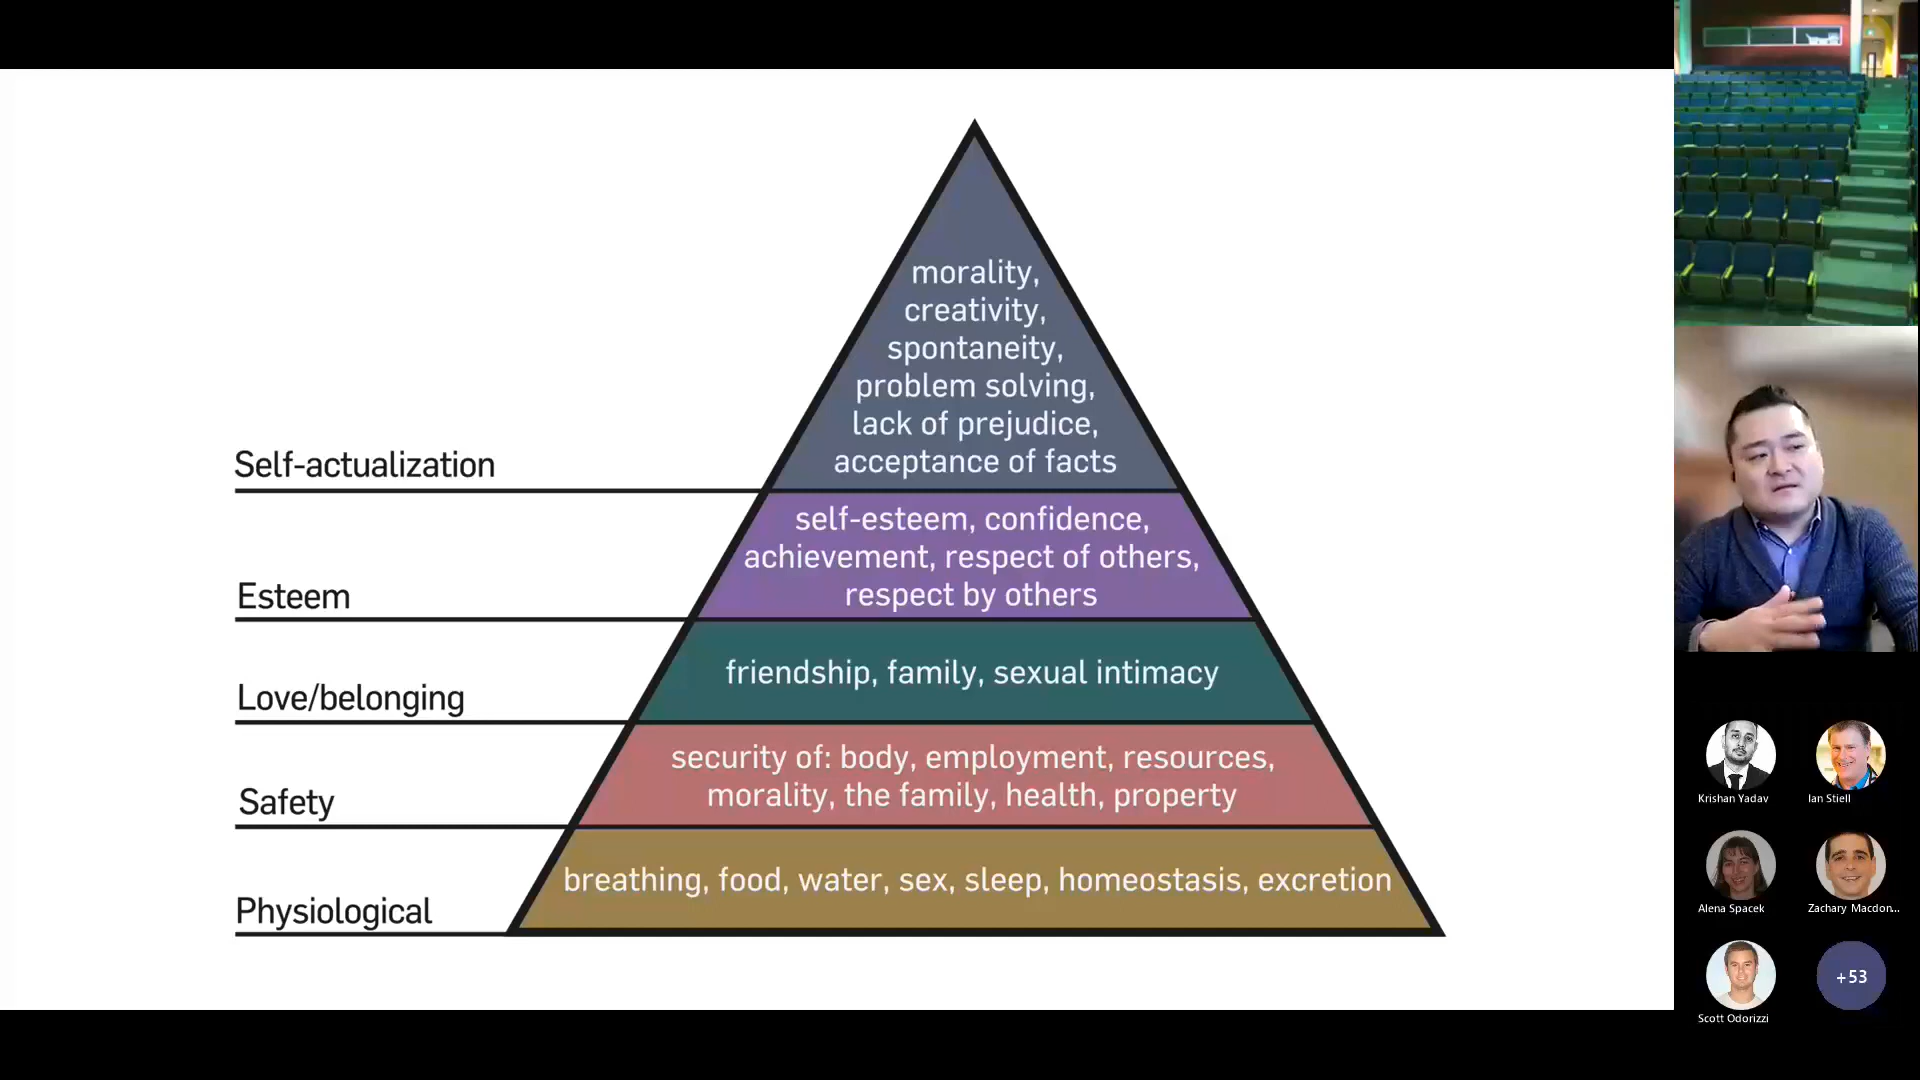 morality,
creativity,
spontaneity,
problem solving,
lack of prejudice,
acceptance of facts
Self-actualization
self-esteem, confidence,
achievement, respect of others,
respect by others
Esteem
friendship, family, sexual intimacy
Love/belonging
security of: body, employment, resources,
morality, the family, health, property
Safety
breathing, food, water, sex, sleep, homeostasis, excretion
Physiological
Krishan Yadav
Ian Stiell
Alena Spacek
Zachary Macdon...
Scott Odorizzi
+53